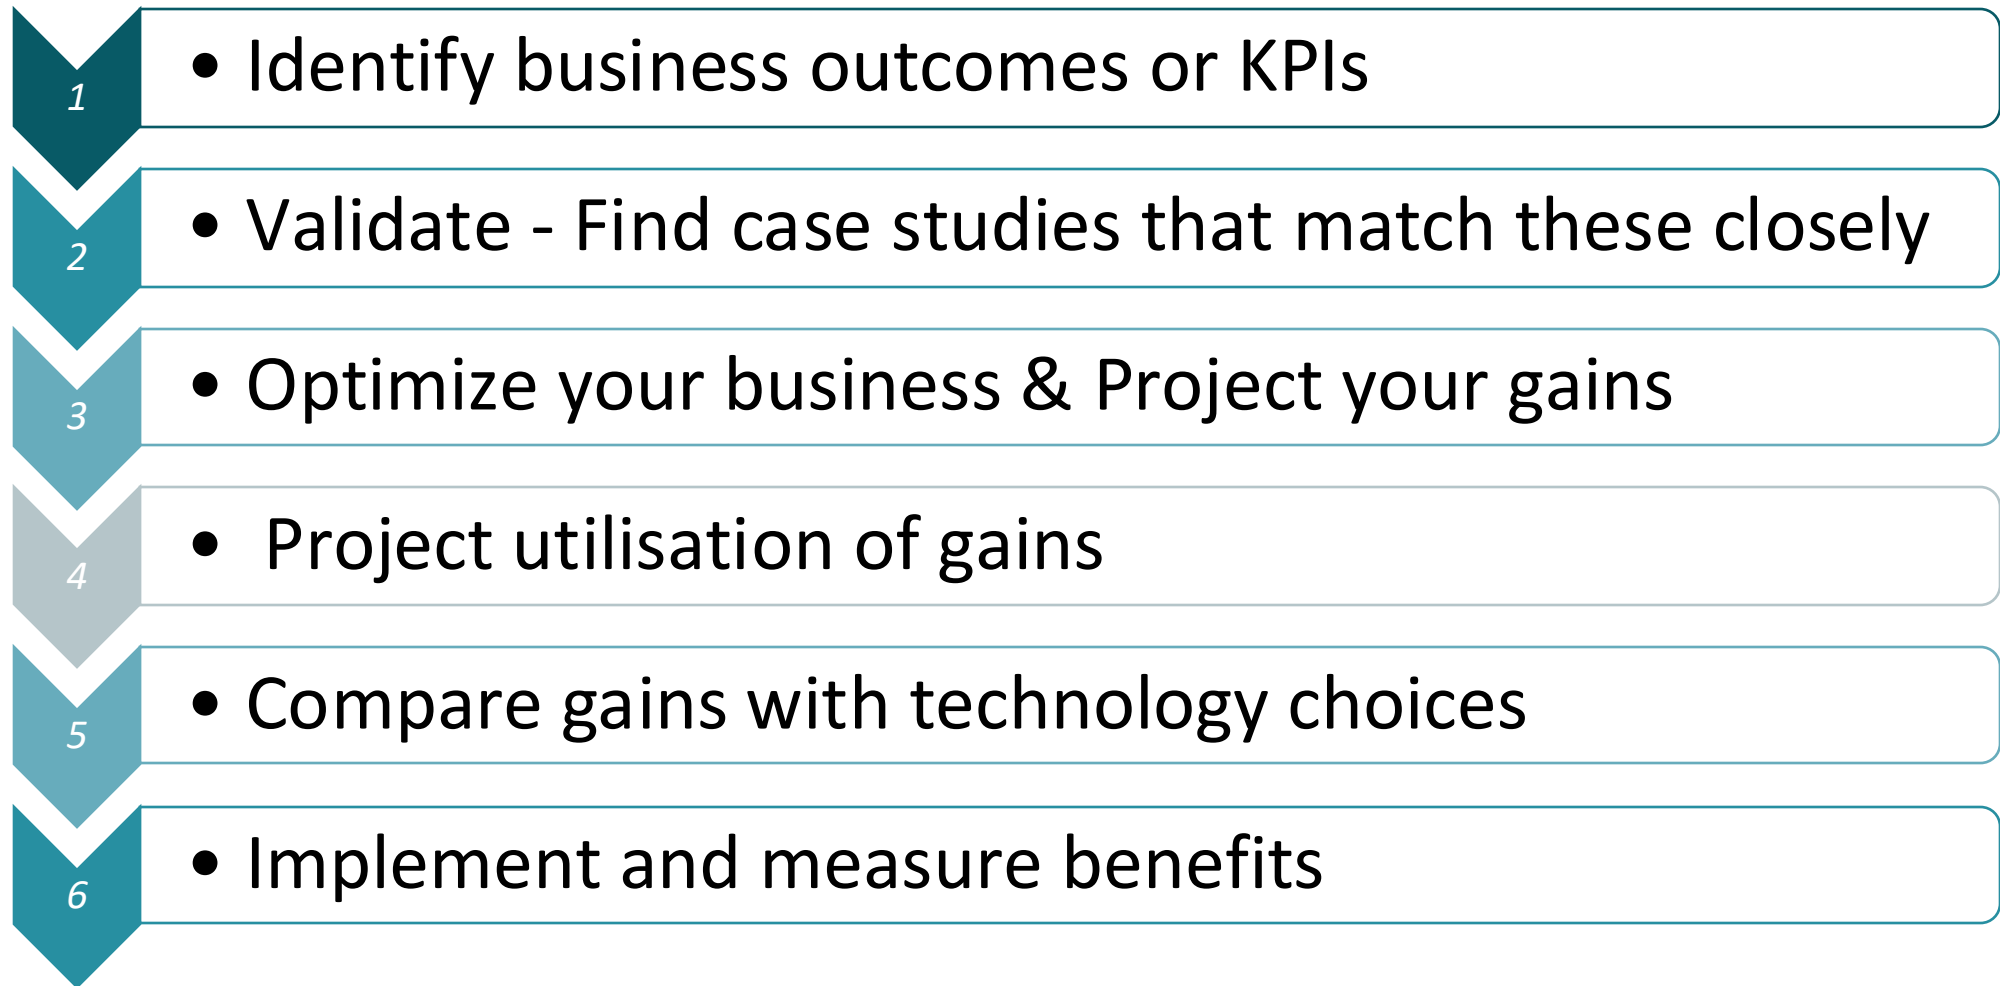 1
• Identify business outcomes or KPIs
2
• Validate - Find case studies that match these closely
3
• Optimize your business & Project your gains
4
• Project utilisation of gains
5
• Compare gains with technology choices
6
• Implement and measure benefits